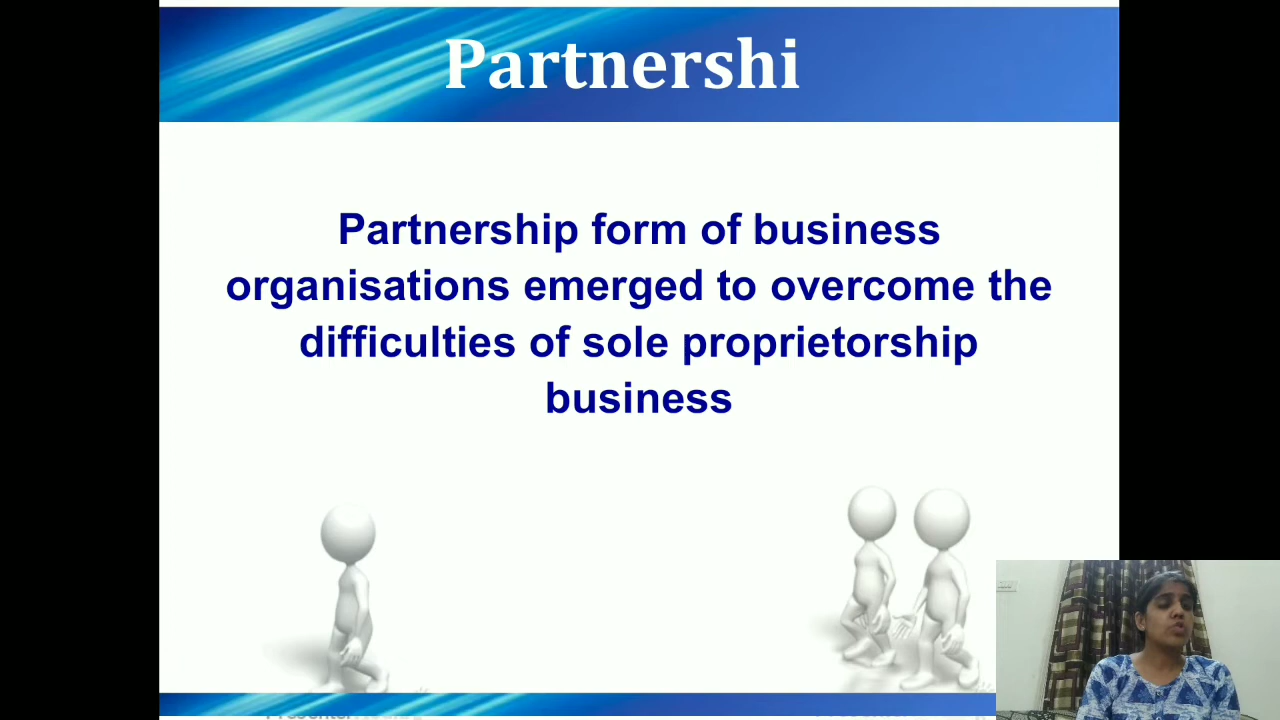 Partnershi
Partnership form of business
organisations emerged to overcome the
difficulties of sole proprietorship
business